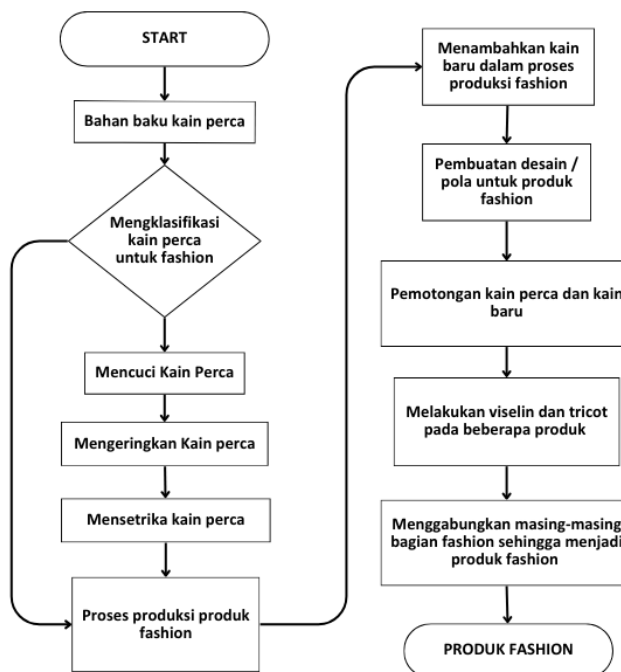 START
Bahan baku kain perca
Mengklasifikasi
kain perca
untuk fashion
Mencuci Kain Perca
Mengeringkan Kain perca
Mensetrika kain perca
Proses produksi produk
fashion
Menambahkan kain
baru dalam proses
produksi fashion
Pembuatan desain /
pola untuk produk
fashion
Pemotongan kain perca dan kain
baru
Melakukan viselin dan tricot
pada beberapa produk
Menggabungkan masing-masing
bagian fashion sehingga menjadi
produk fashion
PRODUK FASHION